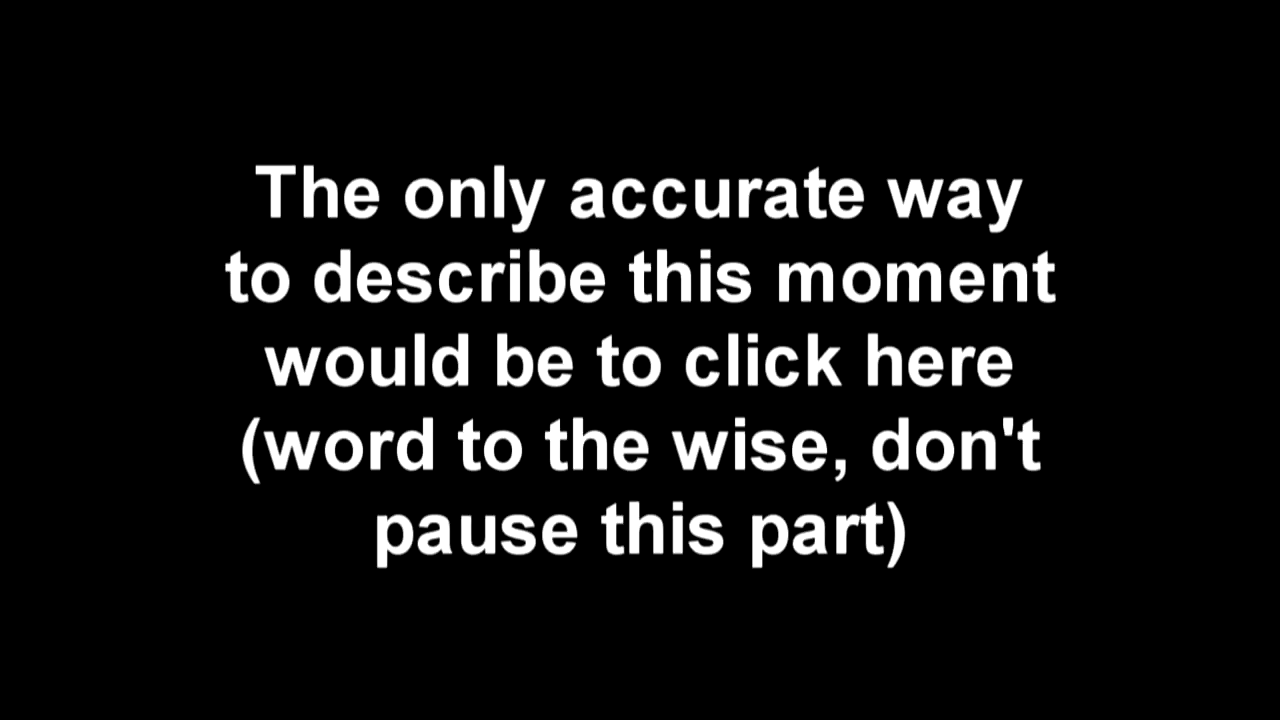 The only accurate way
to describe this moment
would be to click here
(word to the wise, don't
pause this part)